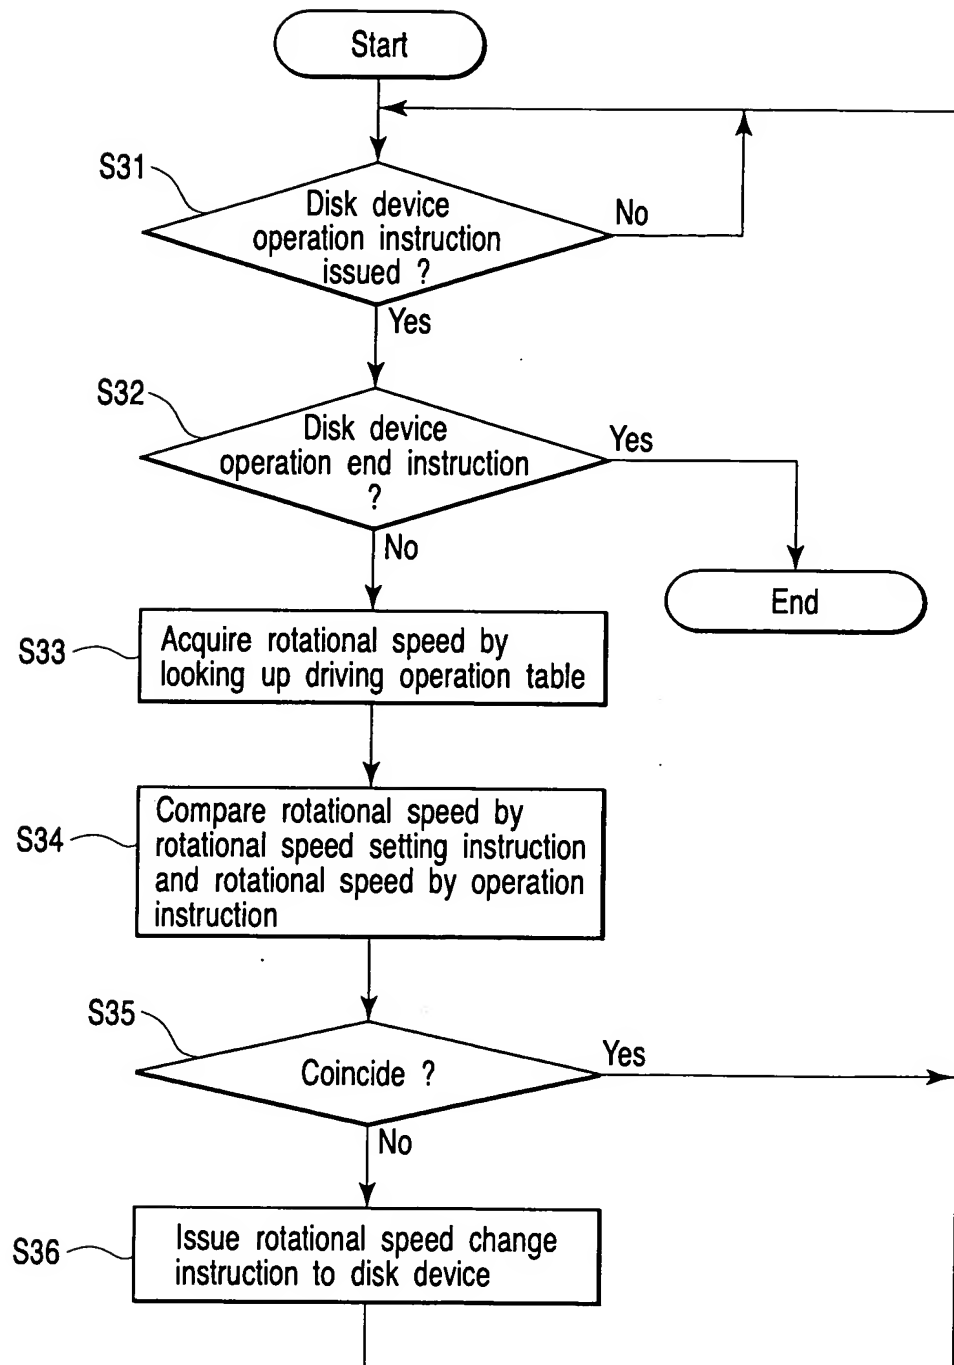 Start
S31
Disk device
operation instruction
issued ?
No
Yes
S32
Disk device
operation end instruction
?
Yes
No
End
S33
Acquire rotational speed by
looking up driving operation table
S34
Compare rotational speed by
rotational speed setting instruction
and rotational speed by operation
instruction
S35
Coincide ?
Yes
No
S36
Issue rotational speed change
instruction to disk device